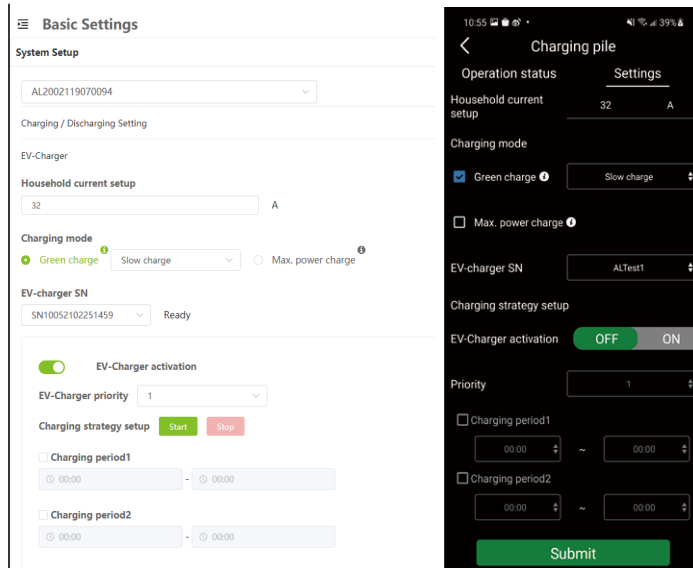 Basic Settings
System Setup
AL2002119070094
Charging / Discharging Setting
EV-Charger
Household current setup
32 A
Charging mode
Green charge Slow charge Max. power charge
EV-charger SN
SN10052102251459 Ready
EV-Charger activation
EV-Charger priority 1
Charging strategy setup Start Stop
Charging period1
00:00 - 00:00
Charging period2
00:00 - 00:00
10:55 39%
Charging pile
Operation status Settings
Household current
setup
32 A
Charging mode
Green charge Slow charge
Max. power charge
EV-charger SN ALTest1
Charging strategy setup
EV-Charger activation OFF ON
Priority 1
Charging period1
00:00 ~ 00:00
Charging period2
00:00 ~ 00:00
Submit